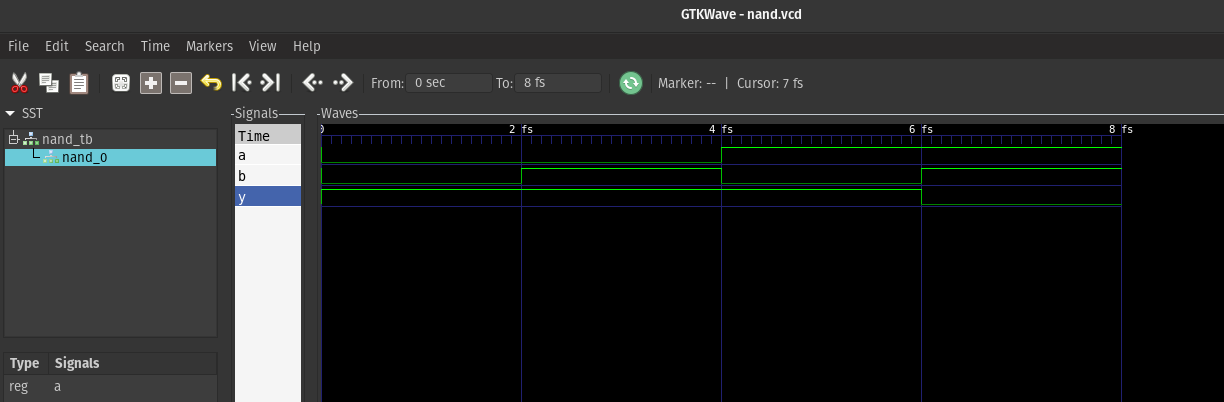 GTKWave - nand.vcd
File Edit Search Time Markers View Help
From: 0 sec To: 8 fs Marker: -- | Cursor: 7 fs
SST
nand_tb
nand_0
Signals
Time
a
b
y
Waves
0 2 fs 4 fs 6 fs 8 fs
Type Signals
reg a